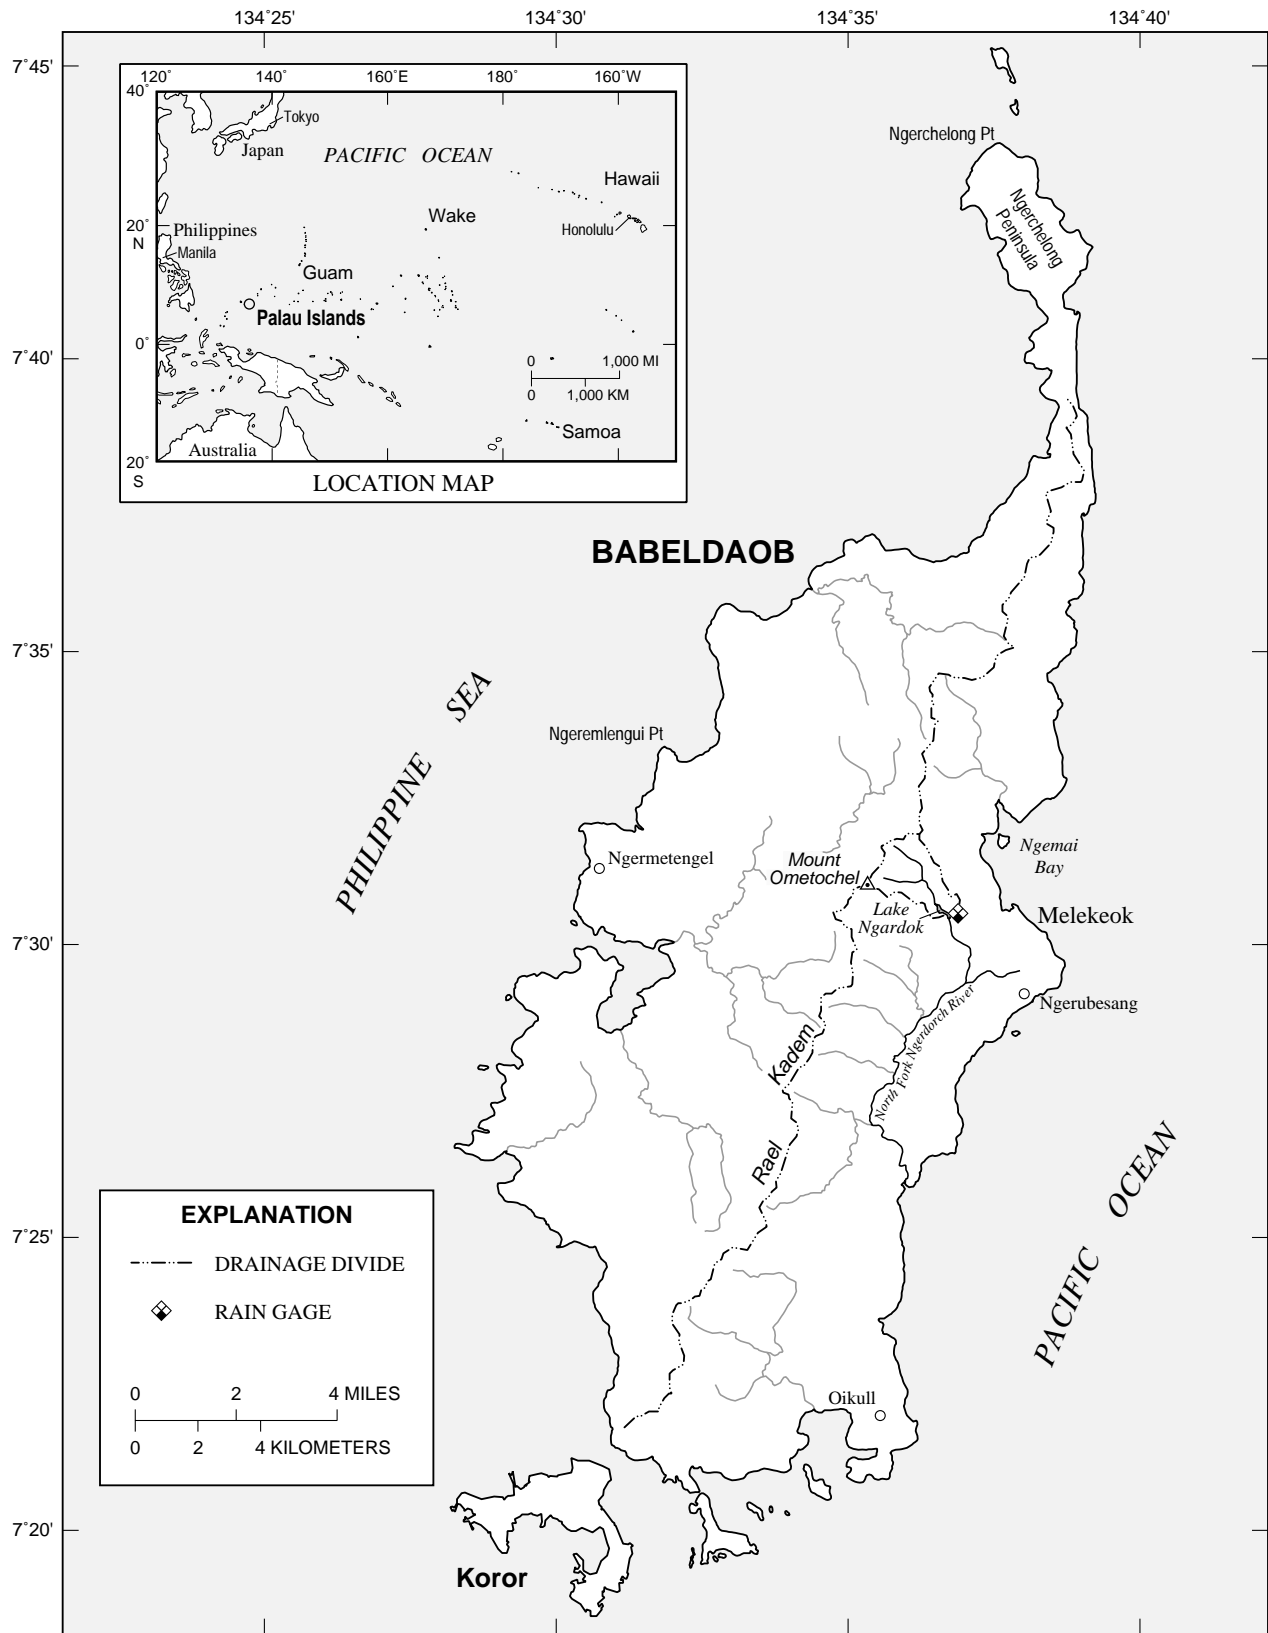 134˚25'
134˚30'
134˚35'
134˚40'
7˚45'
7˚40'
7˚35'
7˚30'
7˚25'
7˚20'
120˚
140˚
160˚E
180˚
160˚W
40˚
20˚
N
0˚
20˚
S
Tokyo
Japan
PACIFIC OCEAN
Hawaii
Honolulu
Wake
Philippines
Manila
Guam
Palau Islands
0
1,000 MI
0
1,000 KM
Samoa
Australia
LOCATION MAP
Ngerchelong Pt
Ngerchelong
Peninsula
BABELDAOB
PHILIPPINE SEA
Ngeremlengui Pt
Ngermetengel
Mount
Ometochel
Lake
Ngardok
Ngemai
Bay
Melekeok
Ngerubesang
North Fork Ngerdorch River
Rael Kadem
PACIFIC OCEAN
Oikull
Koror
EXPLANATION
DRAINAGE DIVIDE
RAIN GAGE
0 2 4 MILES
0 2 4 KILOMETERS